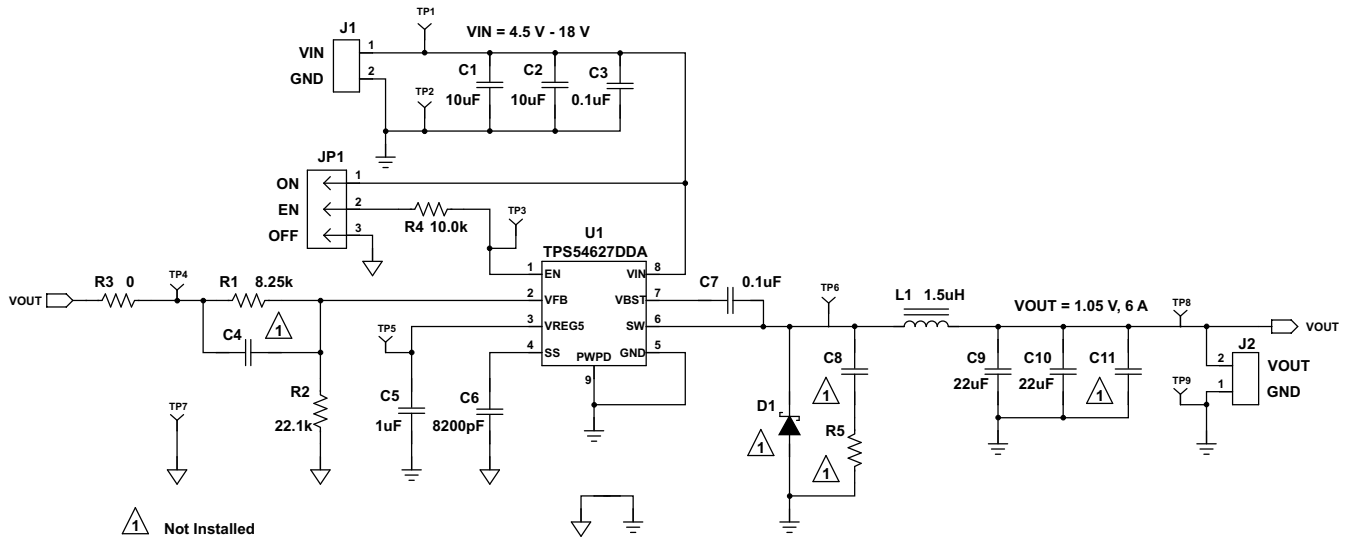 TP1
J1
VIN = 4.5 V - 18 V
VIN
1
GND
2
C1
10uF
C2
10uF
C3
0.1uF
TP2
JP1
ON
1
EN
2
OFF
3
R4 10.0k
TP3
U1
TPS54627DDA
1 EN
VIN 8
2 VFB
VBST 7
3 VREG5
SW 6
4 SS
GND 5
PWPD
9
C7 0.1uF
VOUT
R3 0
TP4
R1 8.25k
1
C4
R2
22.1k
TP5
C5
1uF
C6
8200pF
TP7
TP6
L1 1.5uH
VOUT = 1.05 V, 6 A
TP8
VOUT
C8
1
D1
1
R5
1
C9
22uF
C10
22uF
C11
1
J2
2
VOUT
1
GND
TP9
1 Not Installed